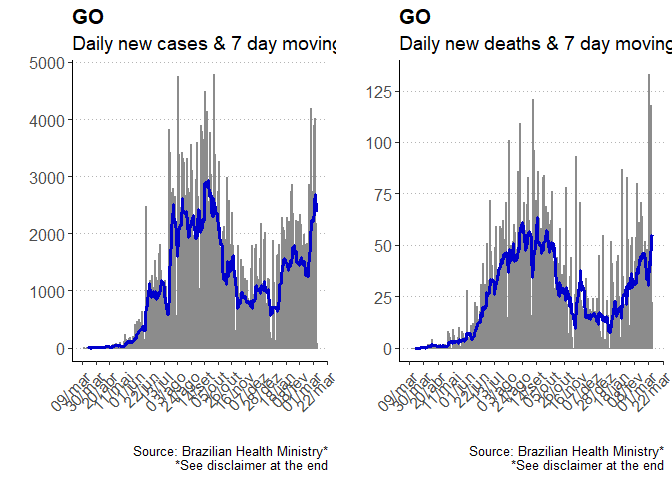 GO
Daily new cases & 7 day moving
5000
4000
3000
2000
1000
0
09/mar
30/mar
20/abr
11/mai
01/jun
22/jun
13/jul
03/ago
24/ago
14/set
05/out
26/out
16/nov
07/dez
28/dez
18/jan
08/fev
01/mar
22/mar
Source: Brazilian Health Ministry*
*See disclaimer at the end
GO
Daily new deaths & 7 day moving
125
100
75
50
25
0
09/mar
30/mar
20/abr
11/mai
01/jun
22/jun
13/jul
03/ago
24/ago
14/set
05/out
26/out
16/nov
07/dez
28/dez
18/jan
08/fev
01/mar
22/mar
Source: Brazilian Health Ministry*
*See disclaimer at the end